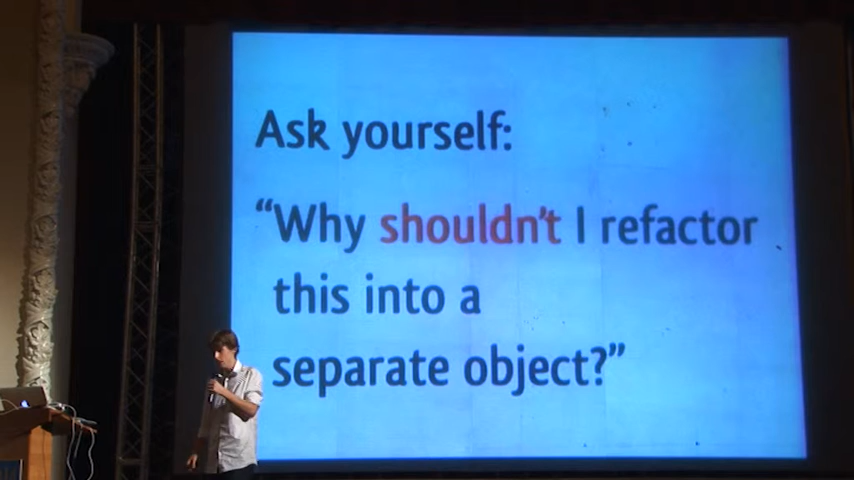 Ask yourself:
“Why shouldn't I refactor
this into a
separate object?”